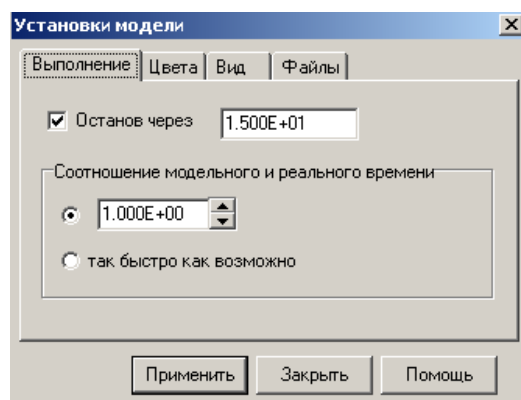 Установки модели
Выполнение Цвета Вид Файлы
Останов через 1.500E+01
Соотношение модельного и реального времени
1.000E+00
так быстро как возможно
Применить Закрыть Помощь